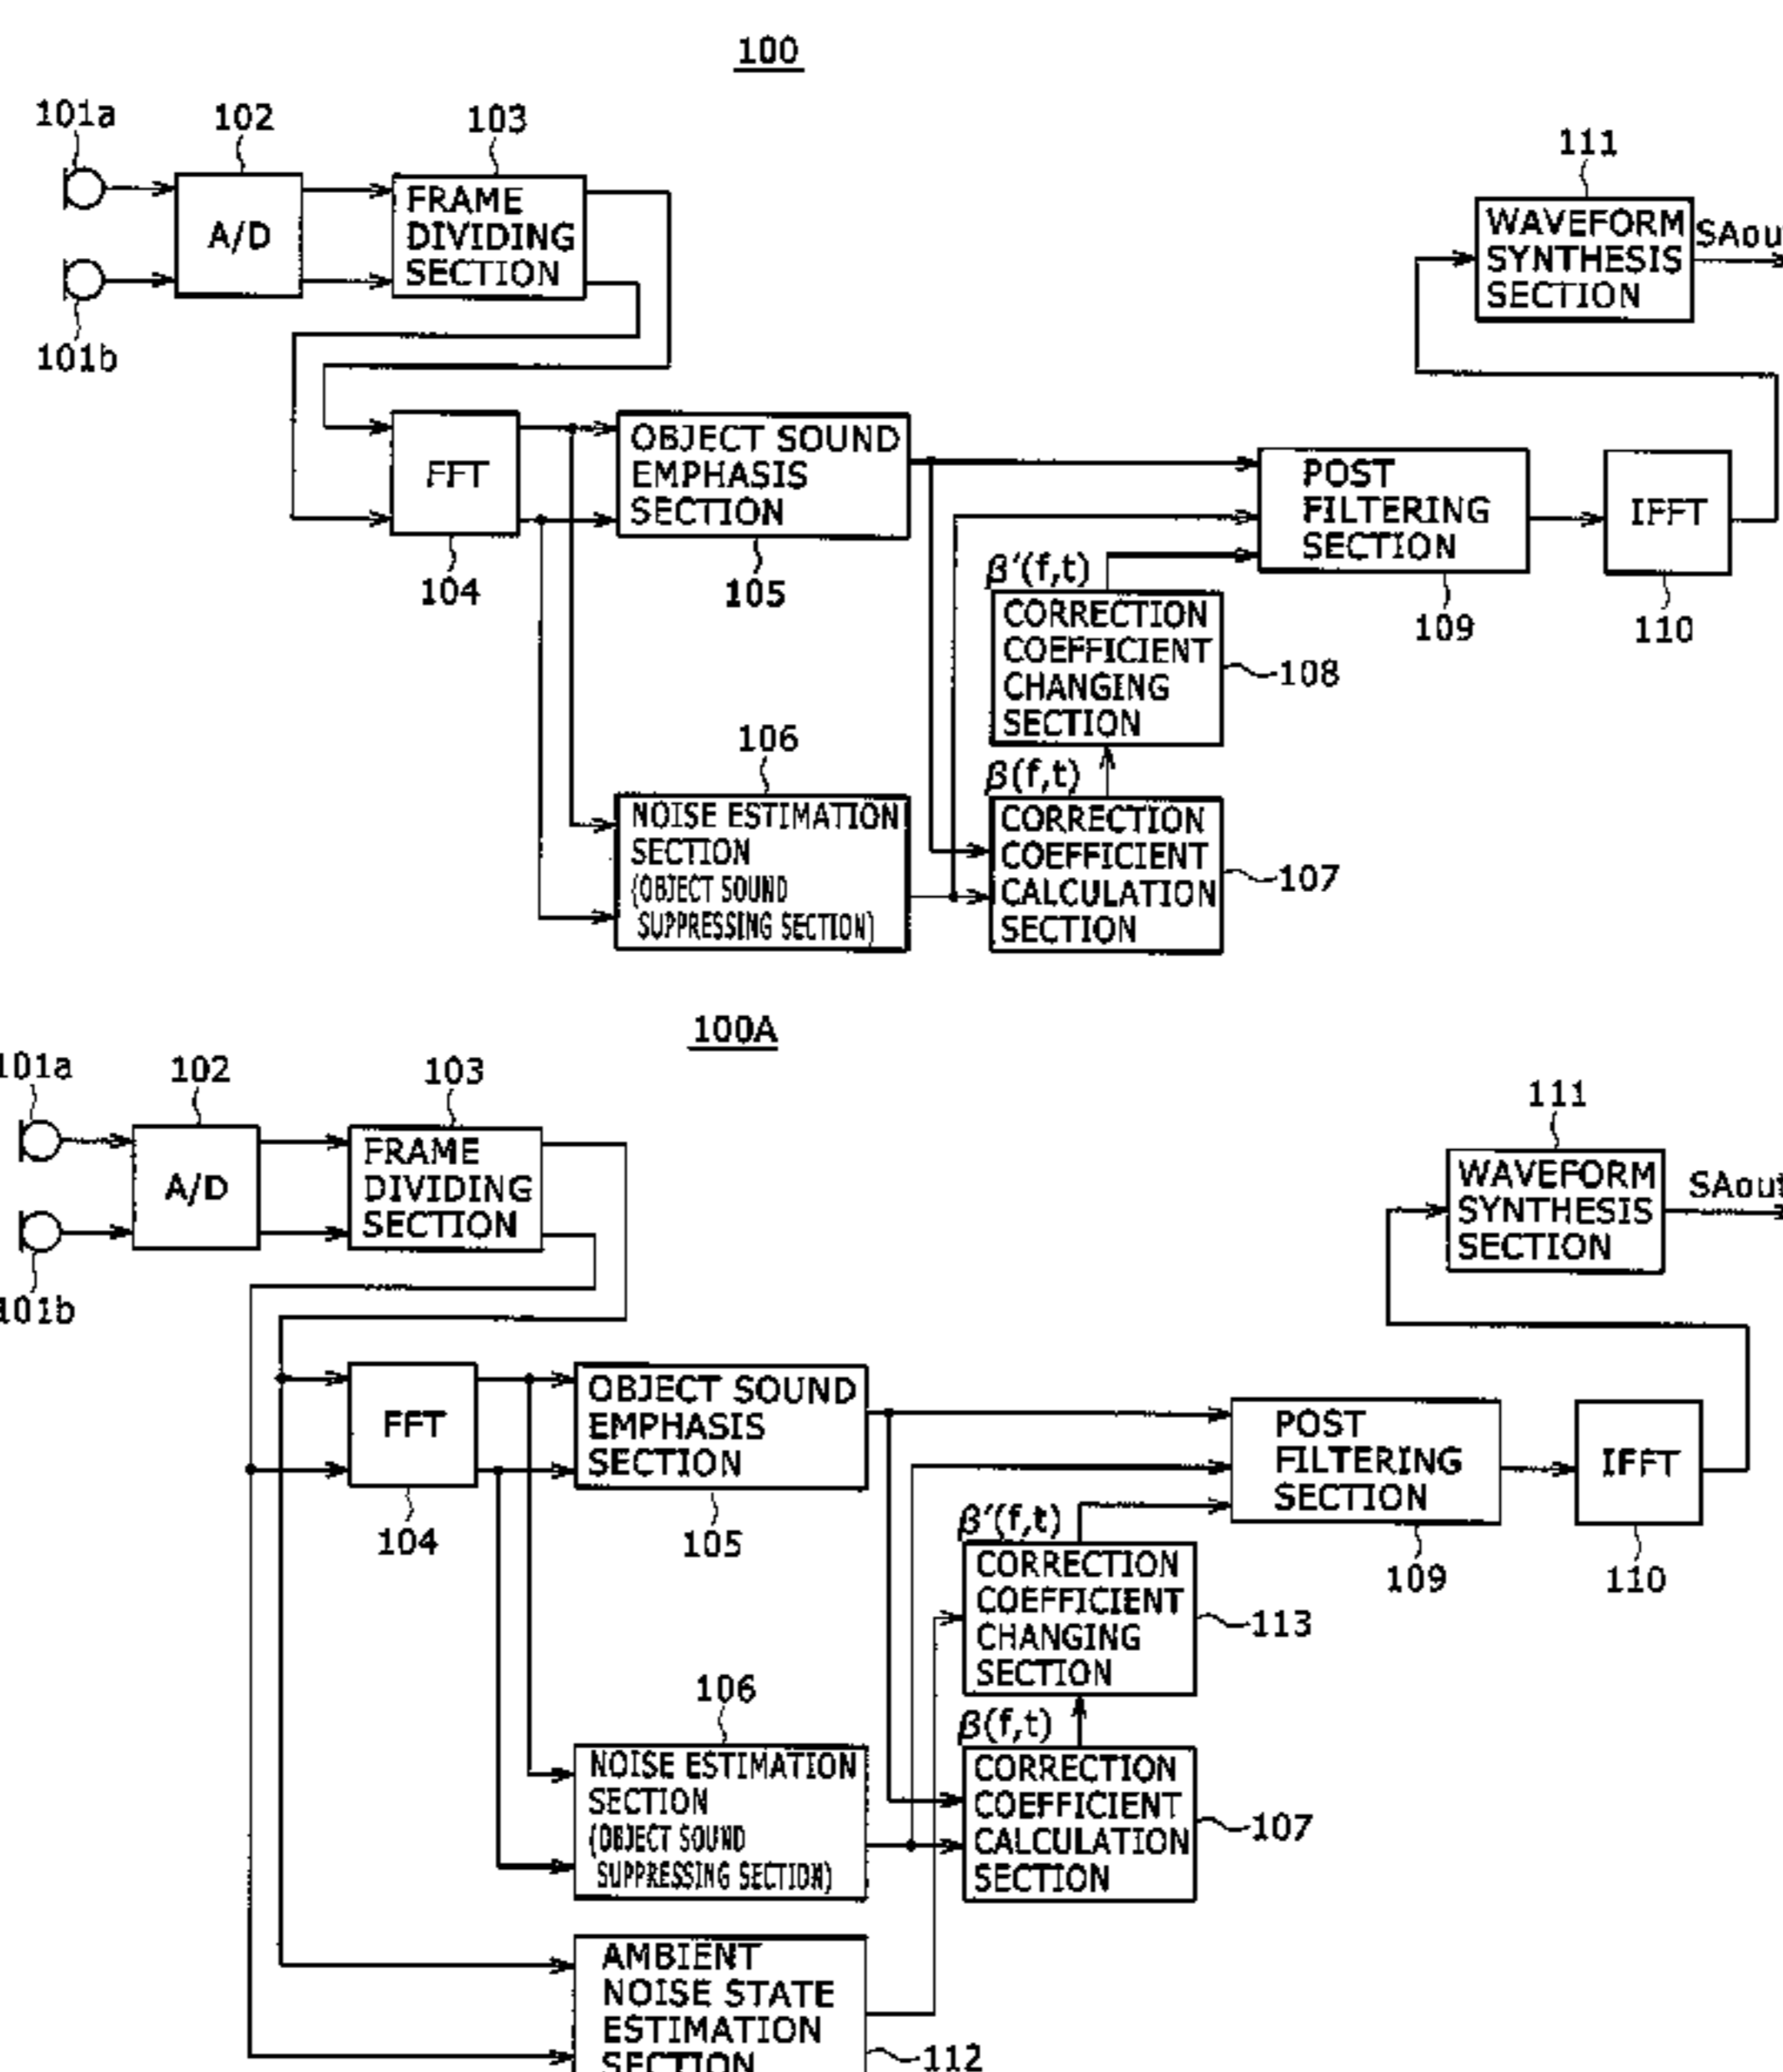 100
101a
102
103
111
A/D
FRAME
DIVIDING
SECTION
WAVEFORM
SYNTHESIS
SECTION
SAou
101b
FFT
OBJECT SOUND
EMPHASIS
SECTION
POST
FILTERING
SECTION
IFFT
104
105
β'(f,t)
109
110
CORRECTION
COEFFICIENT
CHANGING
SECTION
108
106
β(f,t)
NOISE ESTIMATION
SECTION
(OBJECT SOUND
SUPPRESSING SECTION)
CORRECTION
COEFFICIENT
CALCULATION
SECTION
107
100A
101a
102
103
111
A/D
FRAME
DIVIDING
SECTION
WAVEFORM
SYNTHESIS
SECTION
SAout
101b
FFT
OBJECT SOUND
EMPHASIS
SECTION
POST
FILTERING
SECTION
IFFT
104
105
β'(f,t)
109
110
CORRECTION
COEFFICIENT
CHANGING
SECTION
113
106
β(f,t)
NOISE ESTIMATION
SECTION
(OBJECT SOUND
SUPPRESSING SECTION)
CORRECTION
COEFFICIENT
CALCULATION
SECTION
107
AMBIENT
NOISE STATE
ESTIMATION
SECTION
112